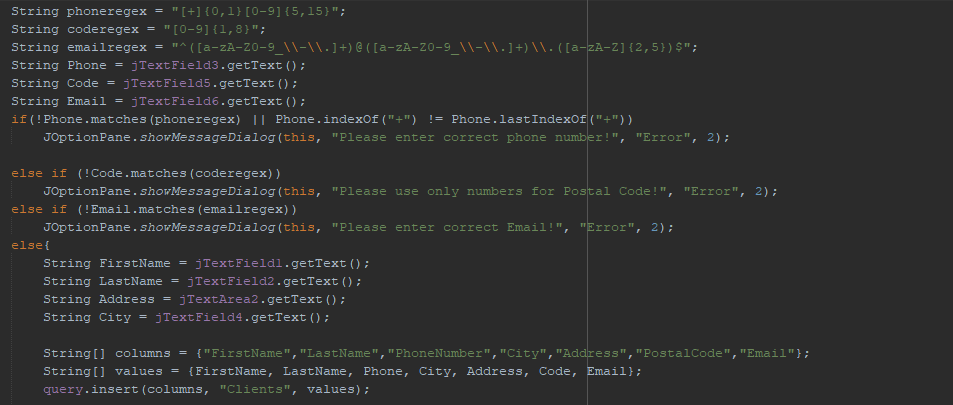 String phoneregex = "[+]{0,1}[0-9]{5,15}";
String coderegex = "[0-9]{1,8}";
String emailregex = "^([a-zA-Z0-9_\\-\\.]+)@([a-zA-Z0-9_\\-\\.]+)\\.([a-zA-Z]{2,5})$";
String Phone = jTextField3.getText();
String Code = jTextField5.getText();
String Email = jTextField6.getText();
if(!Phone.matches(phoneregex) || Phone.indexOf("+") != Phone.lastIndexOf("+"))
    JOptionPane.showMessageDialog(this, "Please enter correct phone number!", "Error", 2);

else if (!Code.matches(coderegex))
    JOptionPane.showMessageDialog(this, "Please use only numbers for Postal Code!", "Error", 2);
else if (!Email.matches(emailregex))
    JOptionPane.showMessageDialog(this, "Please enter correct Email!", "Error", 2);
else{
    String FirstName = jTextField1.getText();
    String LastName = jTextField2.getText();
    String Address = jTextArea2.getText();
    String City = jTextField4.getText();

    String[] columns = {"FirstName","LastName","PhoneNumber","City","Address","PostalCode","Email"};
    String[] values = {FirstName, LastName, Phone, City, Address, Code, Email};
    query.insert(columns, "Clients", values);